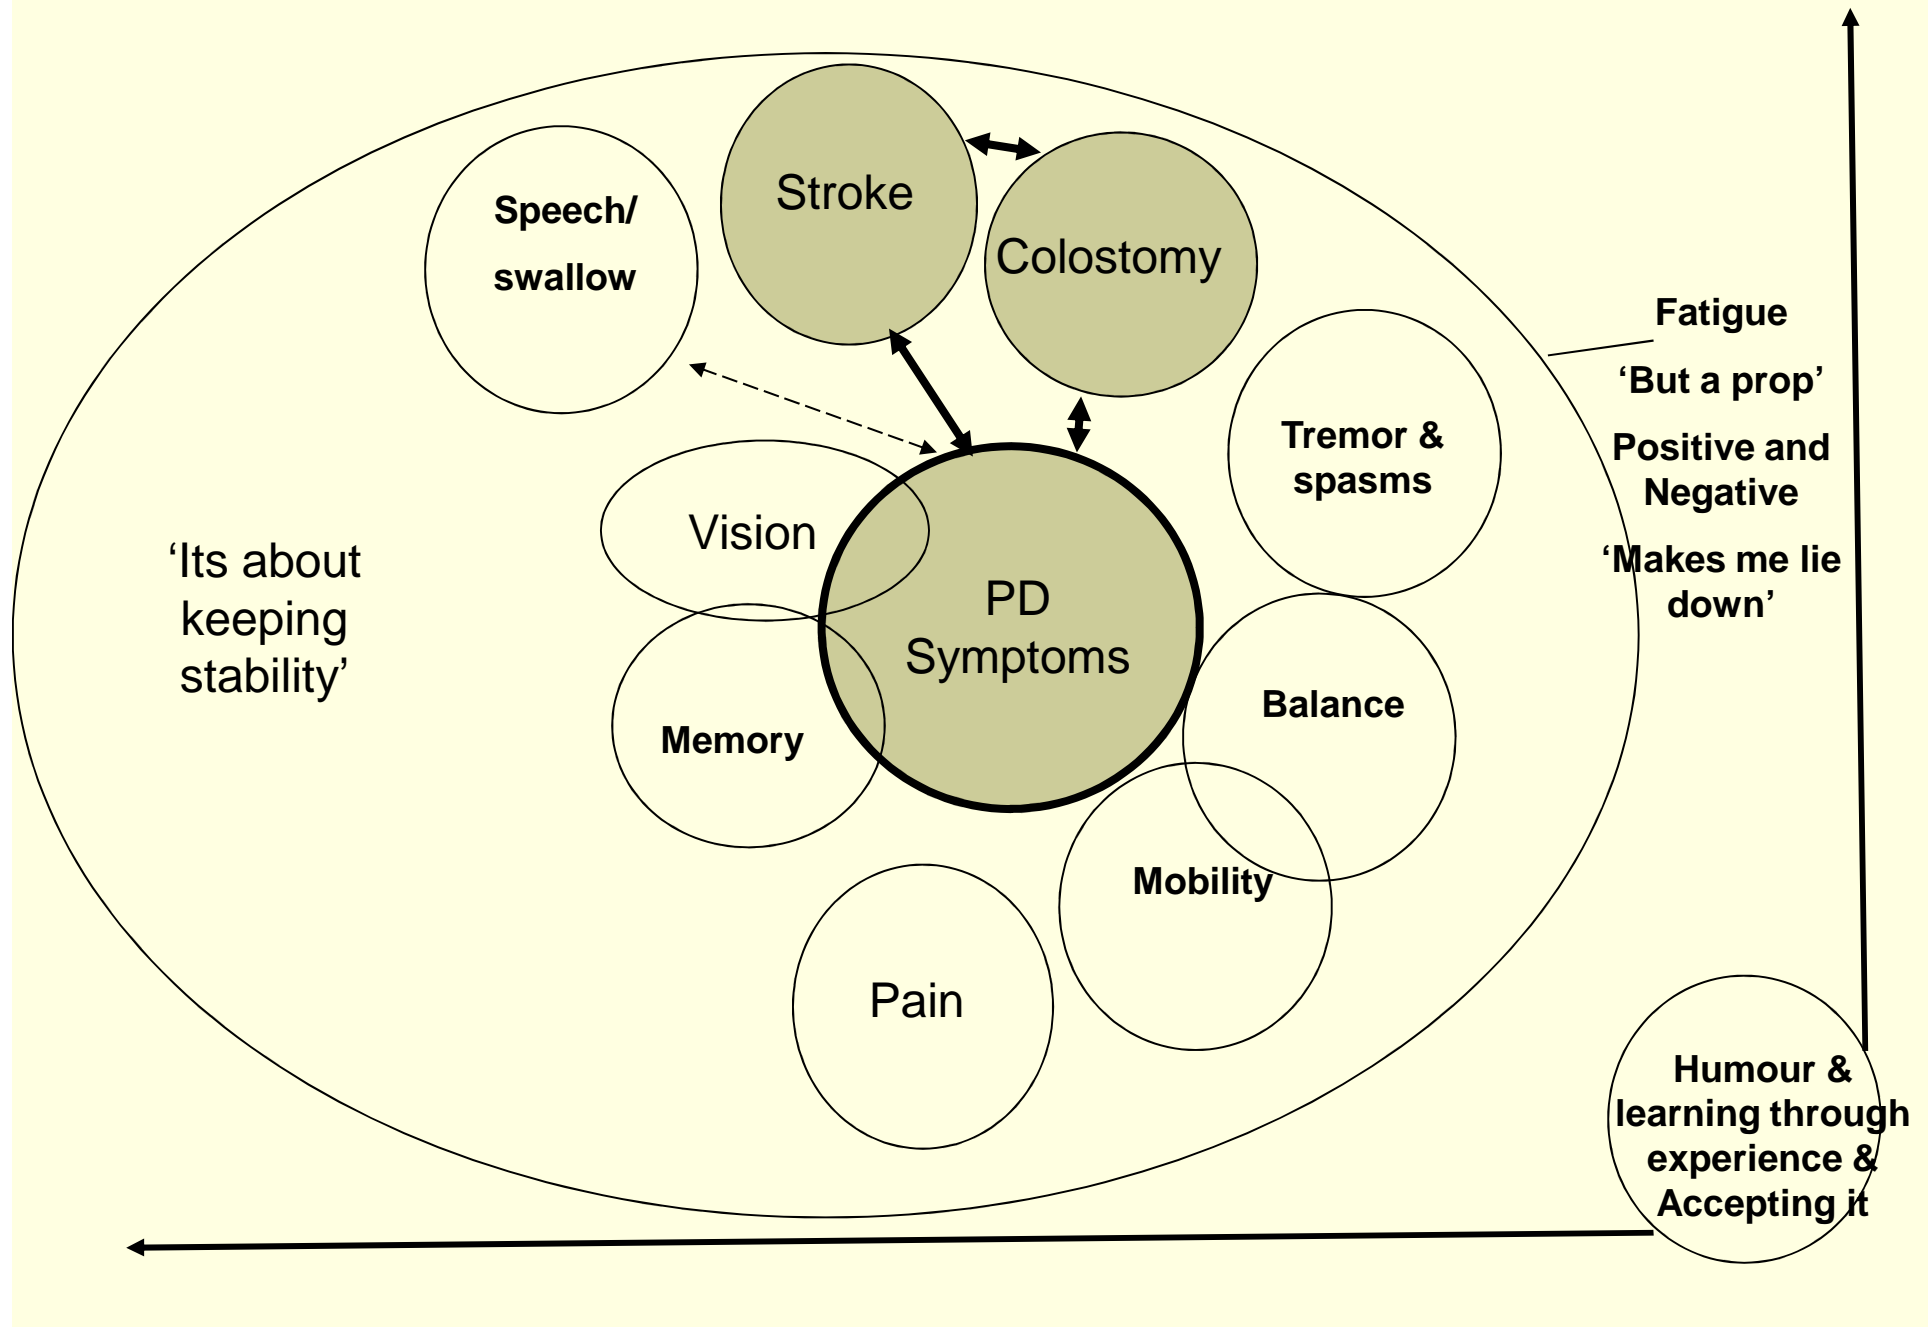 Stroke
Speech/
swallow
Colostomy
Fatigue
‘But a prop’
Positive and
Negative
‘Makes me lie
down’
Tremor &
spasms
Vision
‘Its about
keeping
stability’
PD
Symptoms
Balance
Memory
Mobility
Pain
Humour &
learning through
experience &
Accepting it